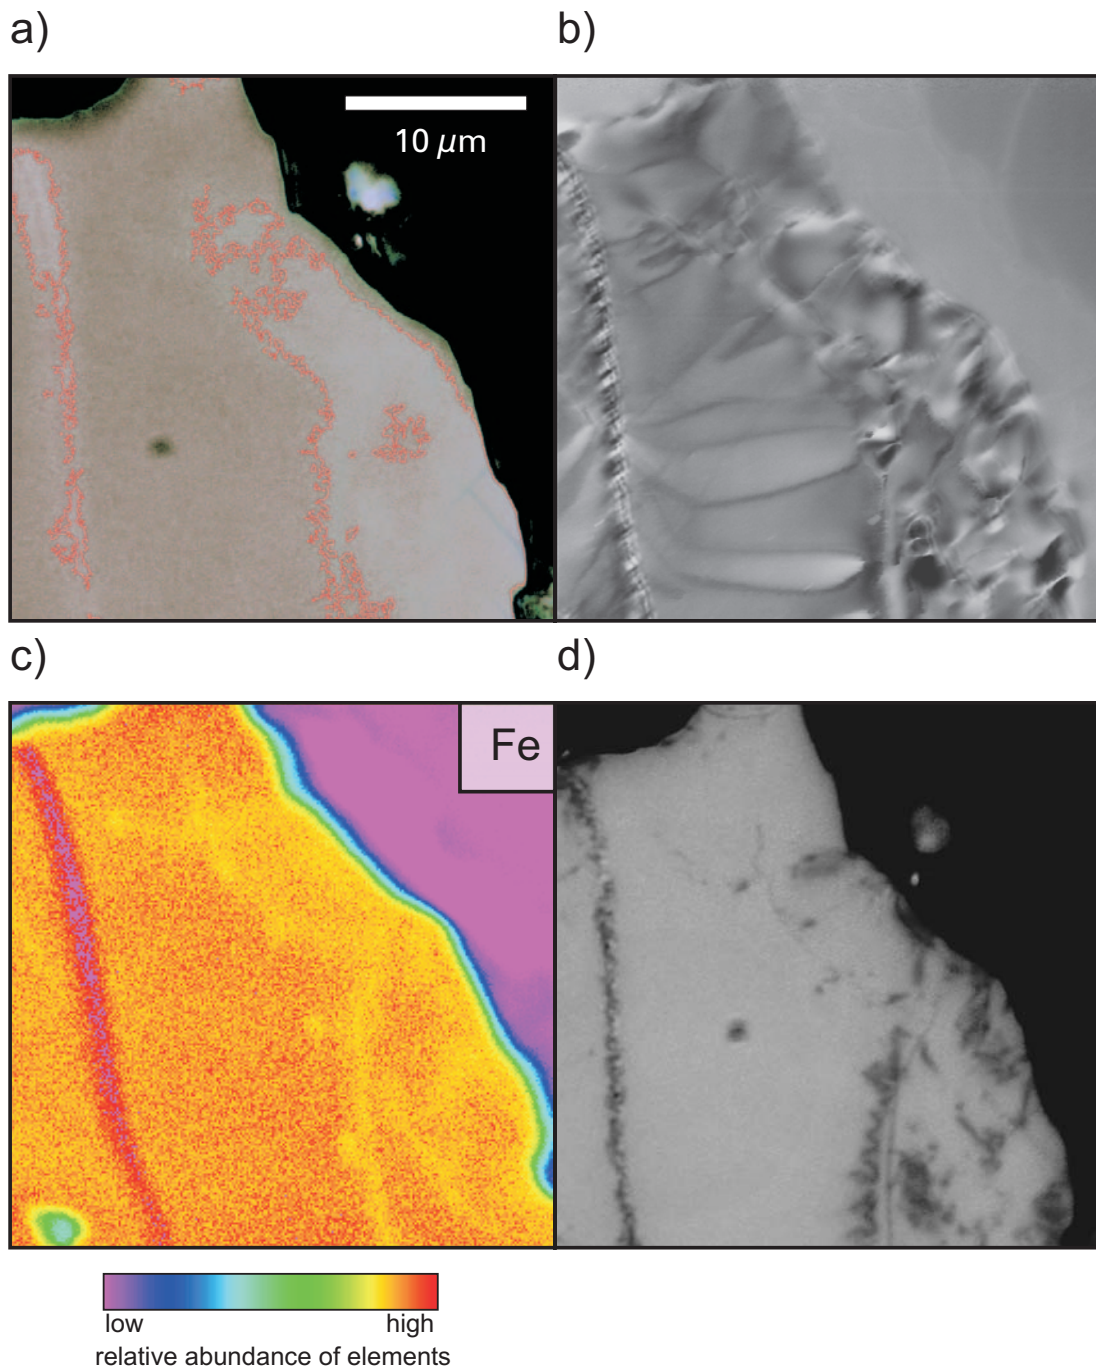 a)
b)
10 μm
c)
d)
Fe
low
high
relative abundance of elements